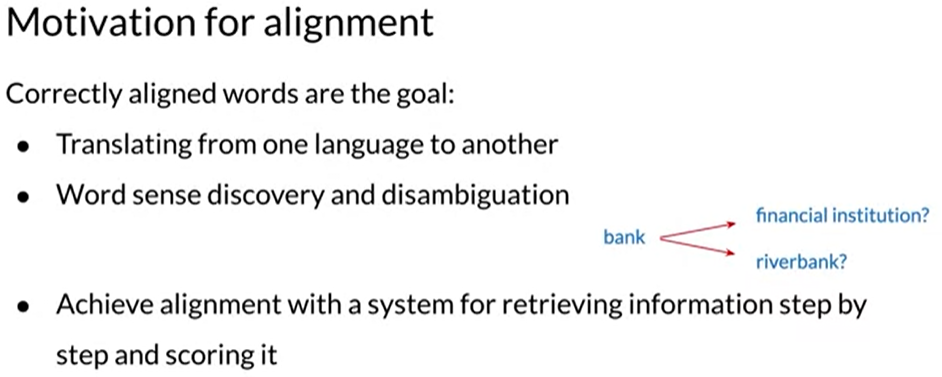 Motivation for alignment
Correctly aligned words are the goal:
• Translating from one language to another
• Word sense discovery and disambiguation
financial institution?
bank
riverbank?
• Achieve alignment with a system for retrieving information step by
step and scoring it